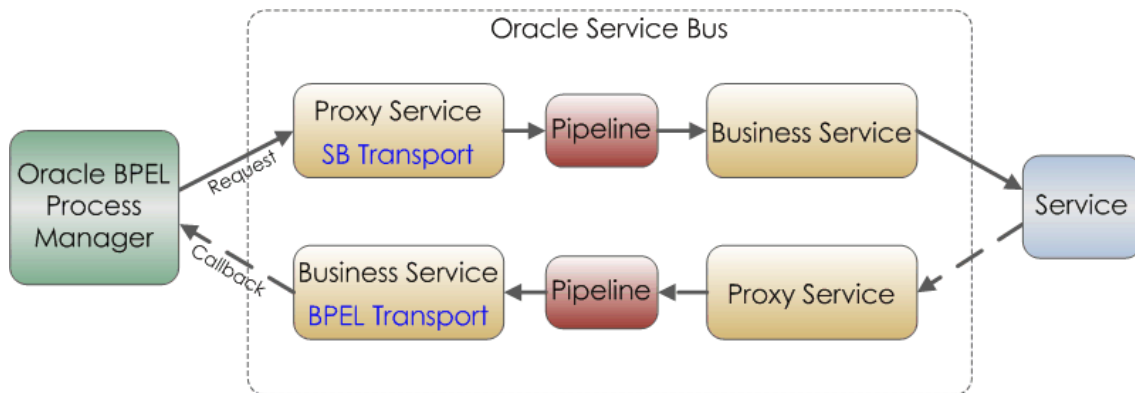 Oracle Service Bus
Proxy Service
SB Transport
Pipeline
Business Service
Oracle BPEL
Process
Manager
Request
Service
Callback
Business Service
BPEL Transport
Pipeline
Proxy Service